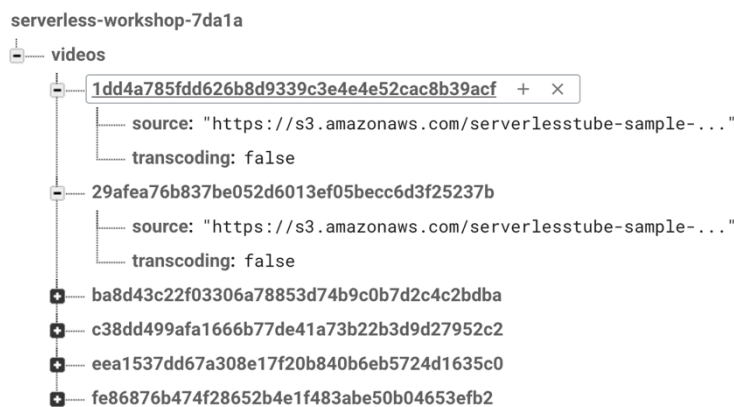 serverless-workshop-7da1a
videos
1dd4a785fdd626b8d9339c3e4e4e52cac8b39acf + ×
source: "https://s3.amazonaws.com/serverlesstube-sample-..."
transcoding: false
29afea76b837be052d6013ef05becc6d3f25237b
source: "https://s3.amazonaws.com/serverlesstube-sample-..."
transcoding: false
ba8d43c22f03306a78853d74b9c0b7d2c4c2bdba
c38dd499afa1666b77de41a73b22b3d9d27952c2
eea1537dd67a308e17f20b840b6eb5724d1635c0
fe86876b474f28652b4e1f483abe50b04653efb2